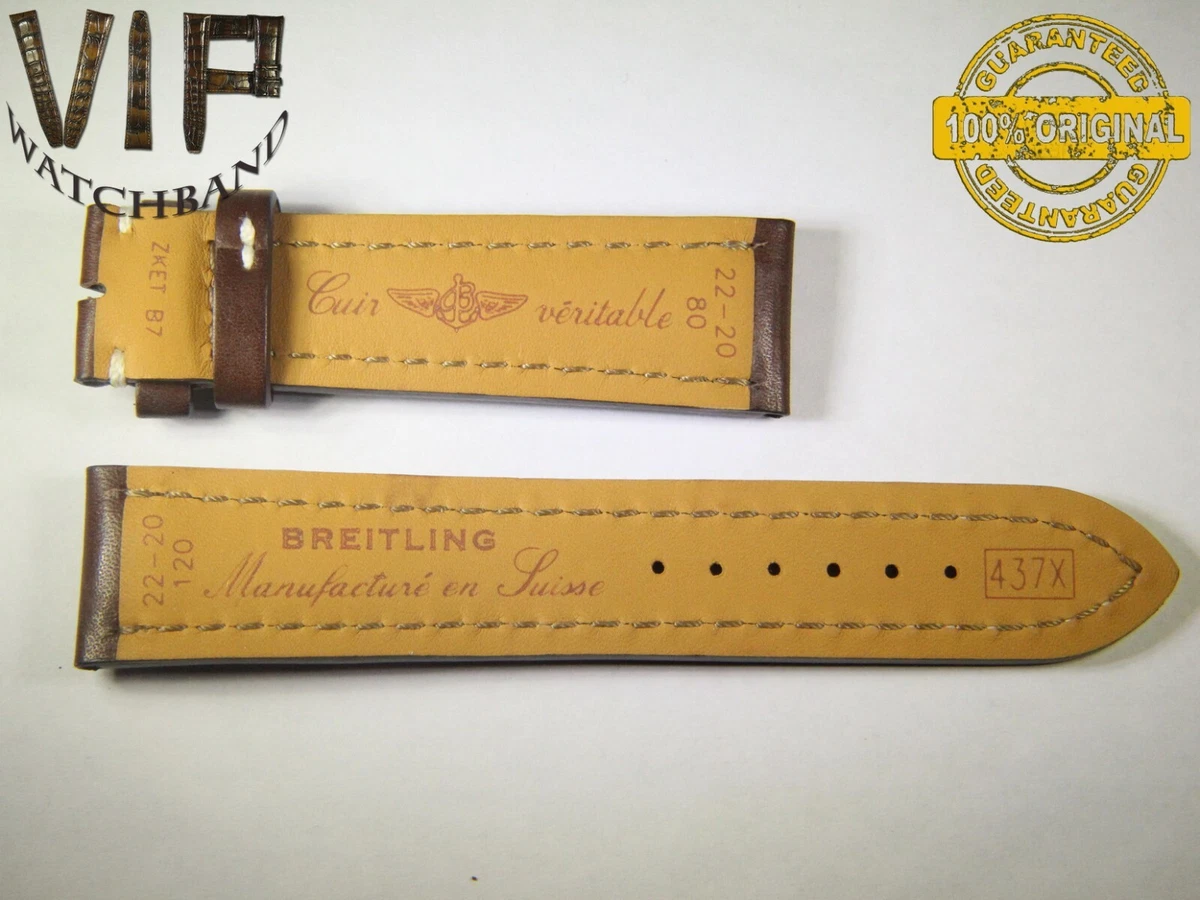 VIP
WATCHBAND
GUARANTEED
100% ORIGINAL
GUARANTEED
ZKET B7
Cuir B véritable
22-20
80
22-20
120
BREITLING
Manufacturé en Suisse
437X